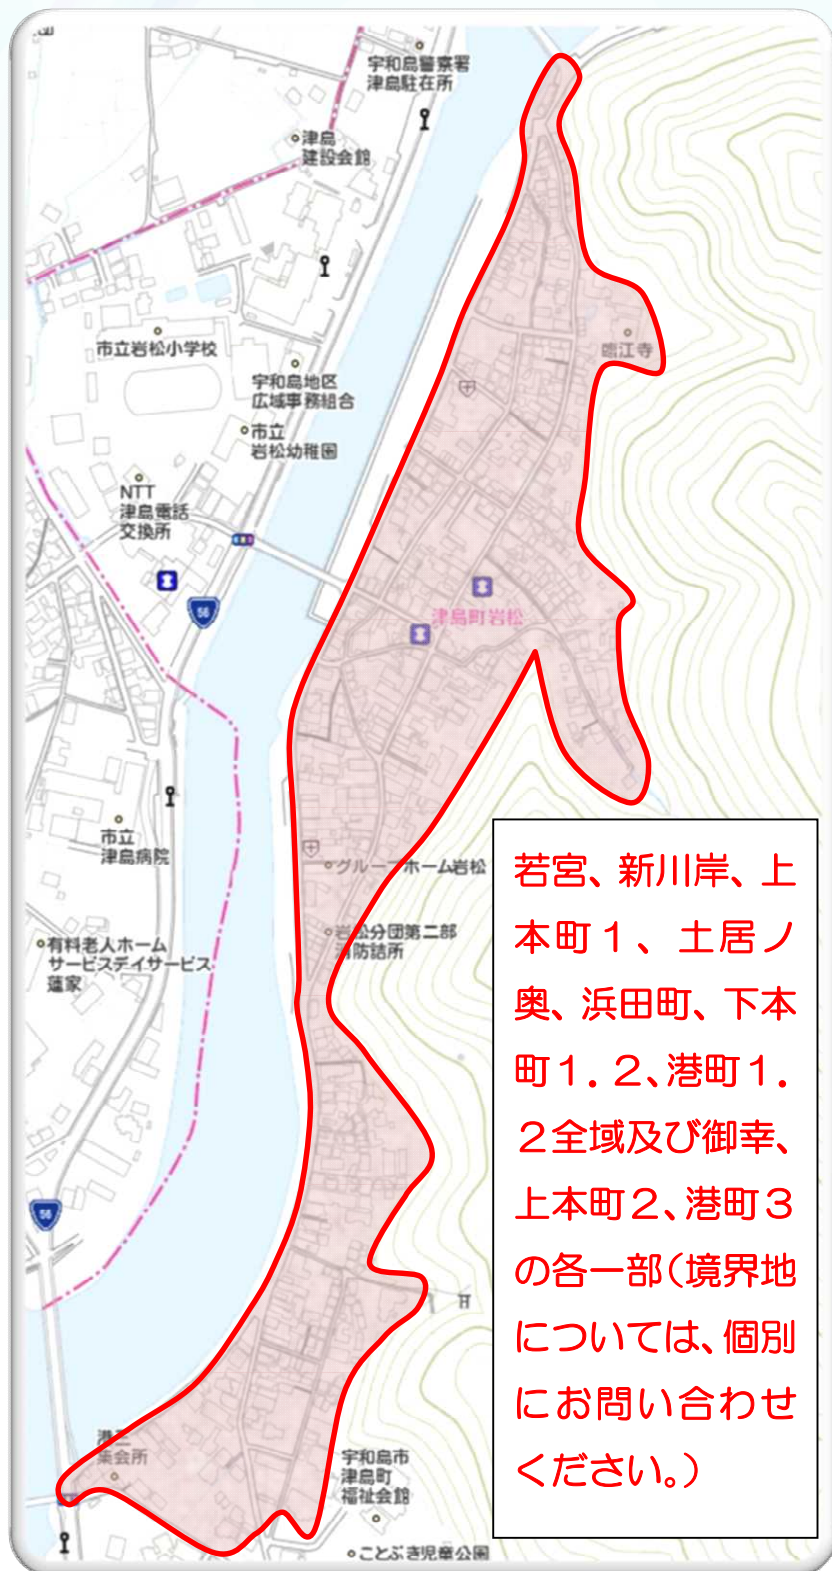 宇和島警察署
津島駐在所
津島
建設会館
市立岩松小学校
宇和島地区
広域事務組合
市立
岩松幼稚園
臨江寺
NTT
津島電話
交換所
56
津島町岩松
市立
津島病院
グループホーム岩松
岩松分団第二部
消防詰所
有料老人ホーム
サービスデイサービス
蓮家
56
港三
集会所
宇和島市
津島町
福祉会館
ことぶき児童公園
若宮、新川岸、上
本町1、土居ノ
奥、浜田町、下本
町1.2、港町1.
2全域及び御幸、
上本町2、港町3
の各一部(境界地
については、個別
にお問い合わせ
ください。)